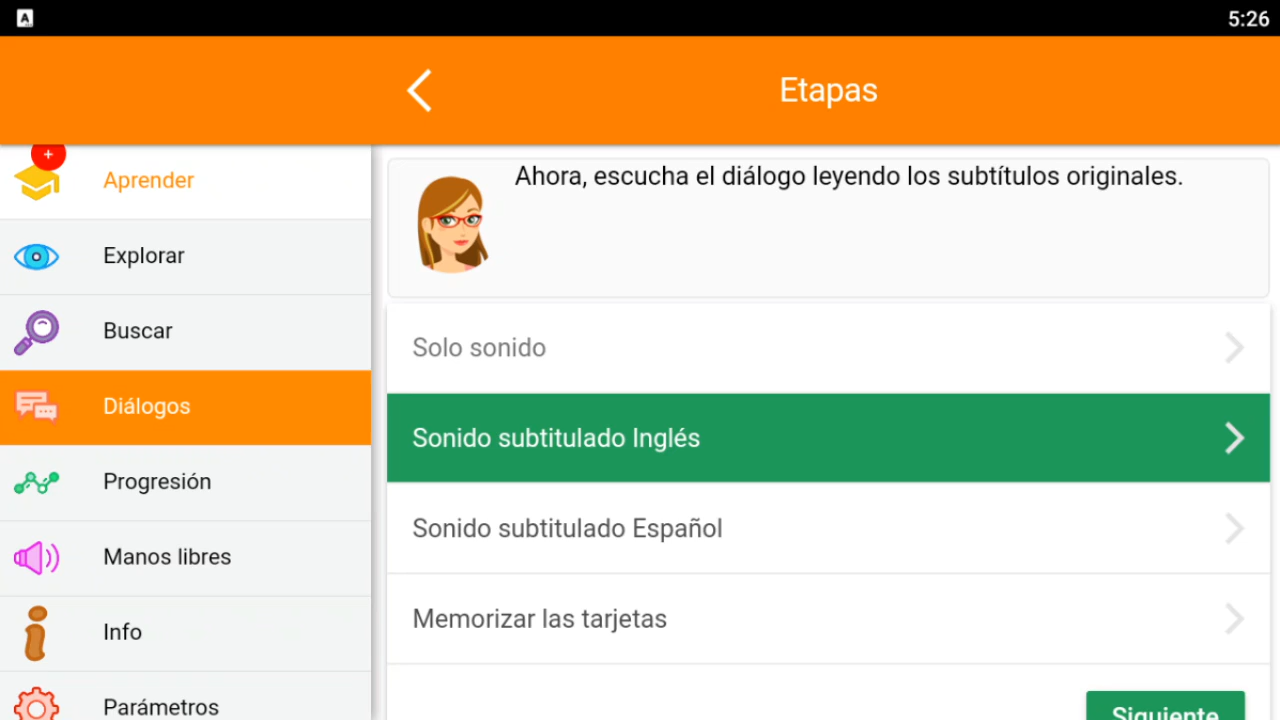 A
5:26
Etapas
+
Aprender
Explorar
Buscar
Diálogos
Progresión
Manos libres
Info
Parámetros
Ahora, escucha el diálogo leyendo los subtítulos originales.
Solo sonido
Sonido subtitulado Inglés
Sonido subtitulado Español
Memorizar las tarjetas
Siguiente